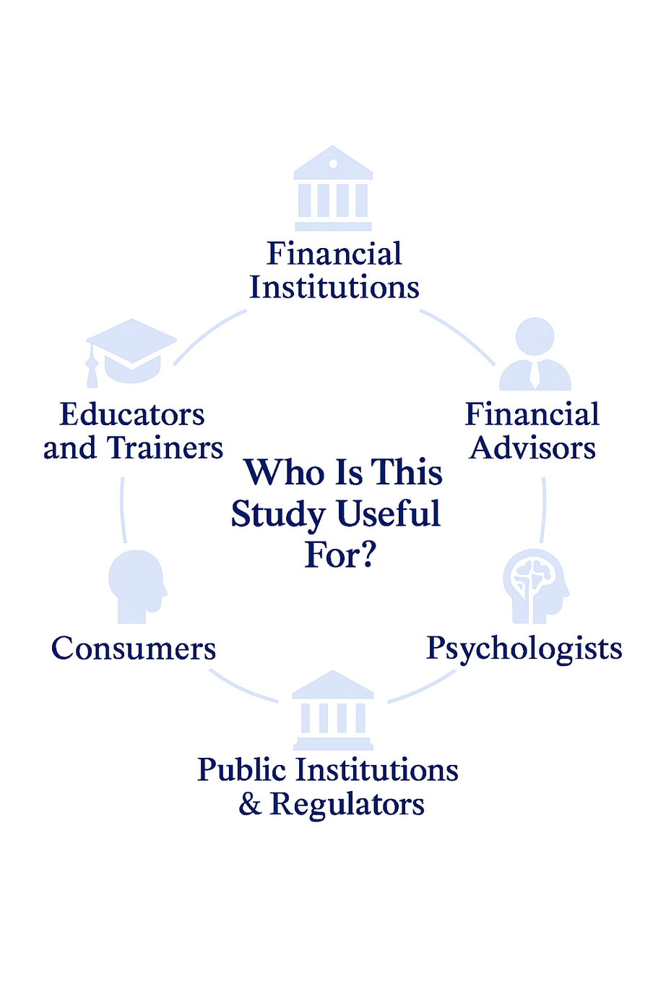 Financial
Institutions
Educators
and Trainers
Financial
Advisors
Who Is This
Study Useful
For?
Consumers
Psychologists
Public Institutions
& Regulators